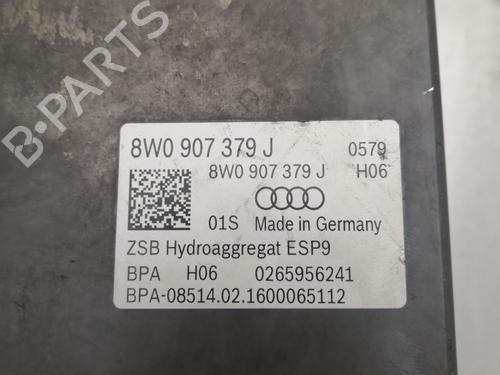 8W0 907 379 J 0579
8W0 907 379 J H06
01S Made in Germany
ZSB Hydroaggregat ESP9
BPA H06 0265956241
BPA-08514.02.1600065112
B-PARTS